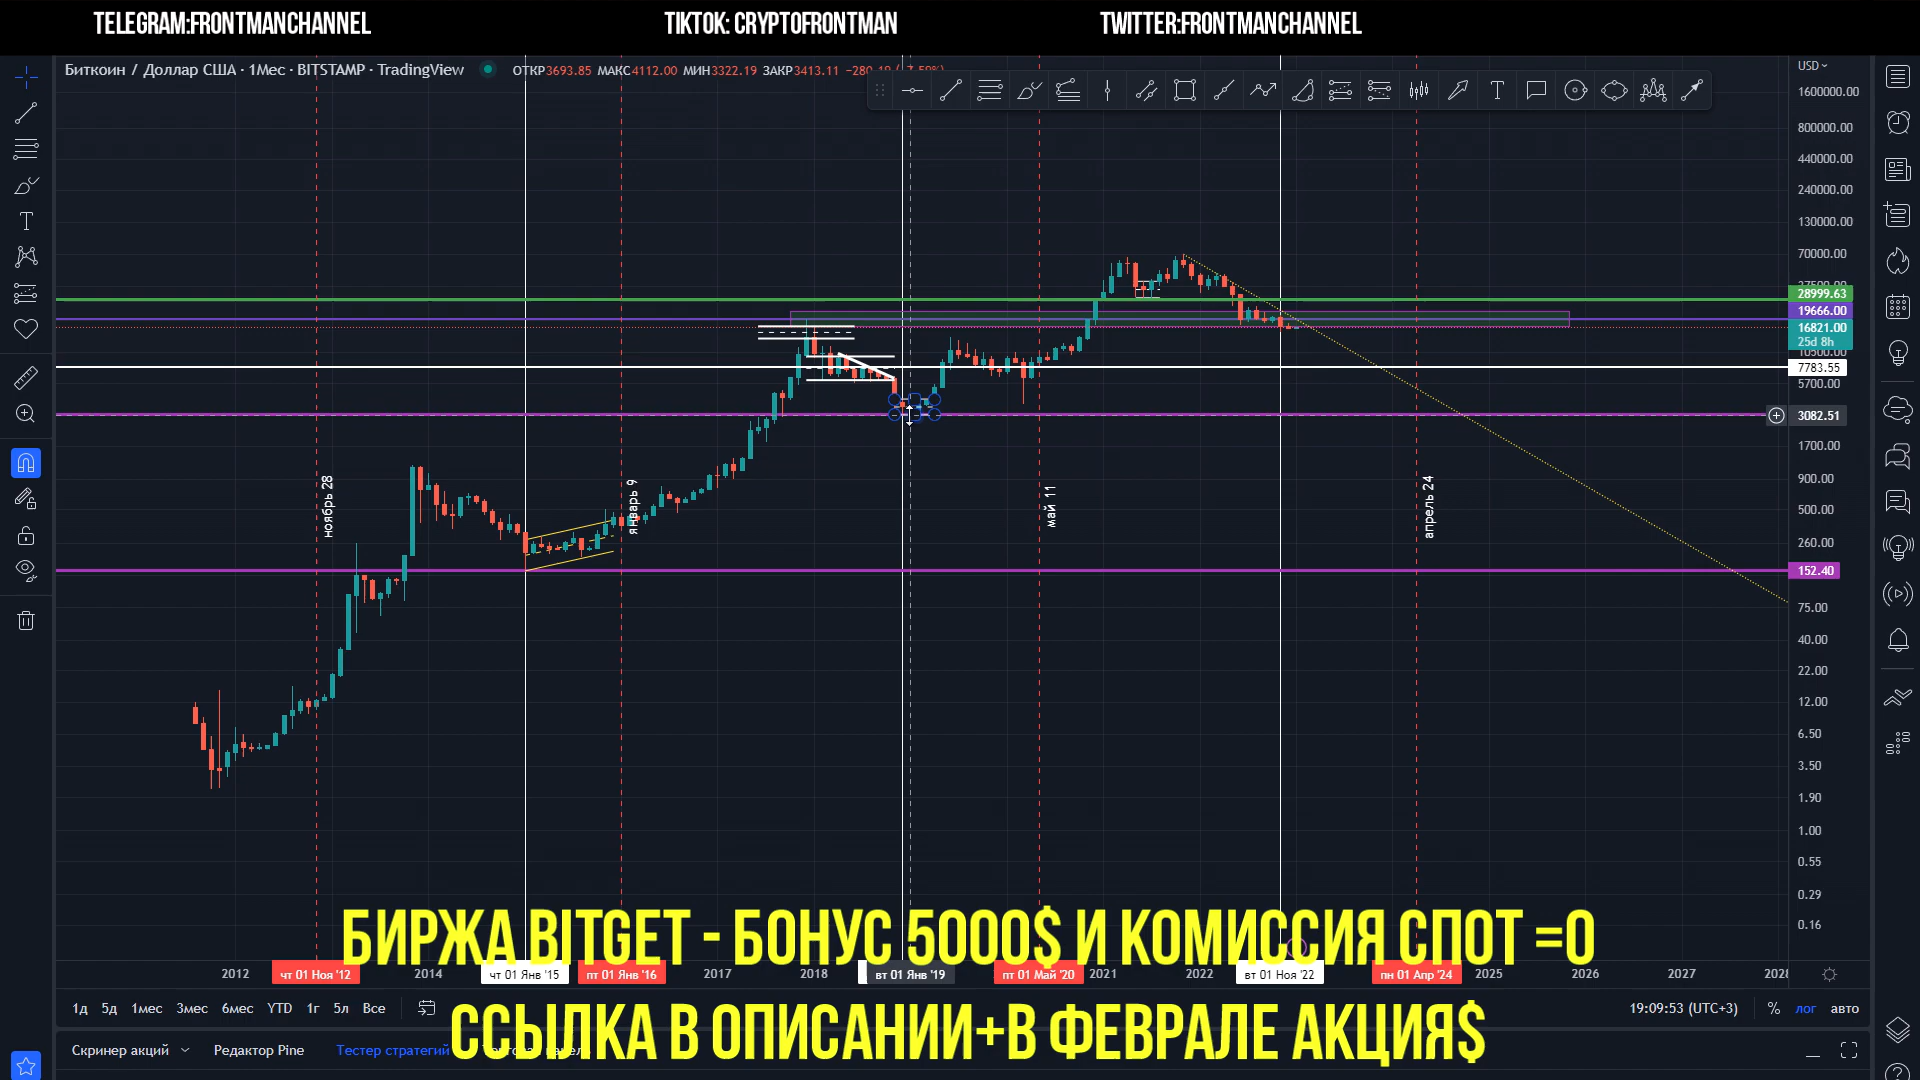 TELEGRAM:FRONTMANCHANNEL
TIKTOK: CRYPTOFRONTMAN
TWITTER:FRONTMANCHANNEL
Биткоин / Доллар США · 1Мес · BITSTAMP · TradingView
ОТКР3693.85 МАКС4112.00 МИН3322.19 ЗАКР3413.11
USD
1600000.00
800000.00
440000.00
240000.00
130000.00
70000.00
28999.63
19666.00
16821.00
25d 8h
10500.00
7783.55
5700.00
3082.51
1700.00
900.00
500.00
260.00
152.40
75.00
40.00
22.00
12.00
6.50
3.50
1.90
1.00
0.55
0.29
0.16
ноябрь 28
январь 9
май 11
апрель 24
БИРЖА BITGET - БОНУС 5000$ И КОМИССИЯ СПОТ =0
2012
чт 01 Ноя '12
2014
чт 01 Янв '15
пт 01 Янв '16
2017
2018
вт 01 Янв '19
пт 01 Май '20
2021
2022
вт 01 Ноя '22
пн 01 Апр '24
2025
2026
2027
1д 5д 1мес 3мес 6мес YTD 1г 5л Все
19:09:53 (UTC+3)
%
лог
авто
ССЫЛКА В ОПИСАНИИ+В ФЕВРАЛЕ АКЦИЯ$
Скринер акций
Редактор Pine
Тестер стратегий